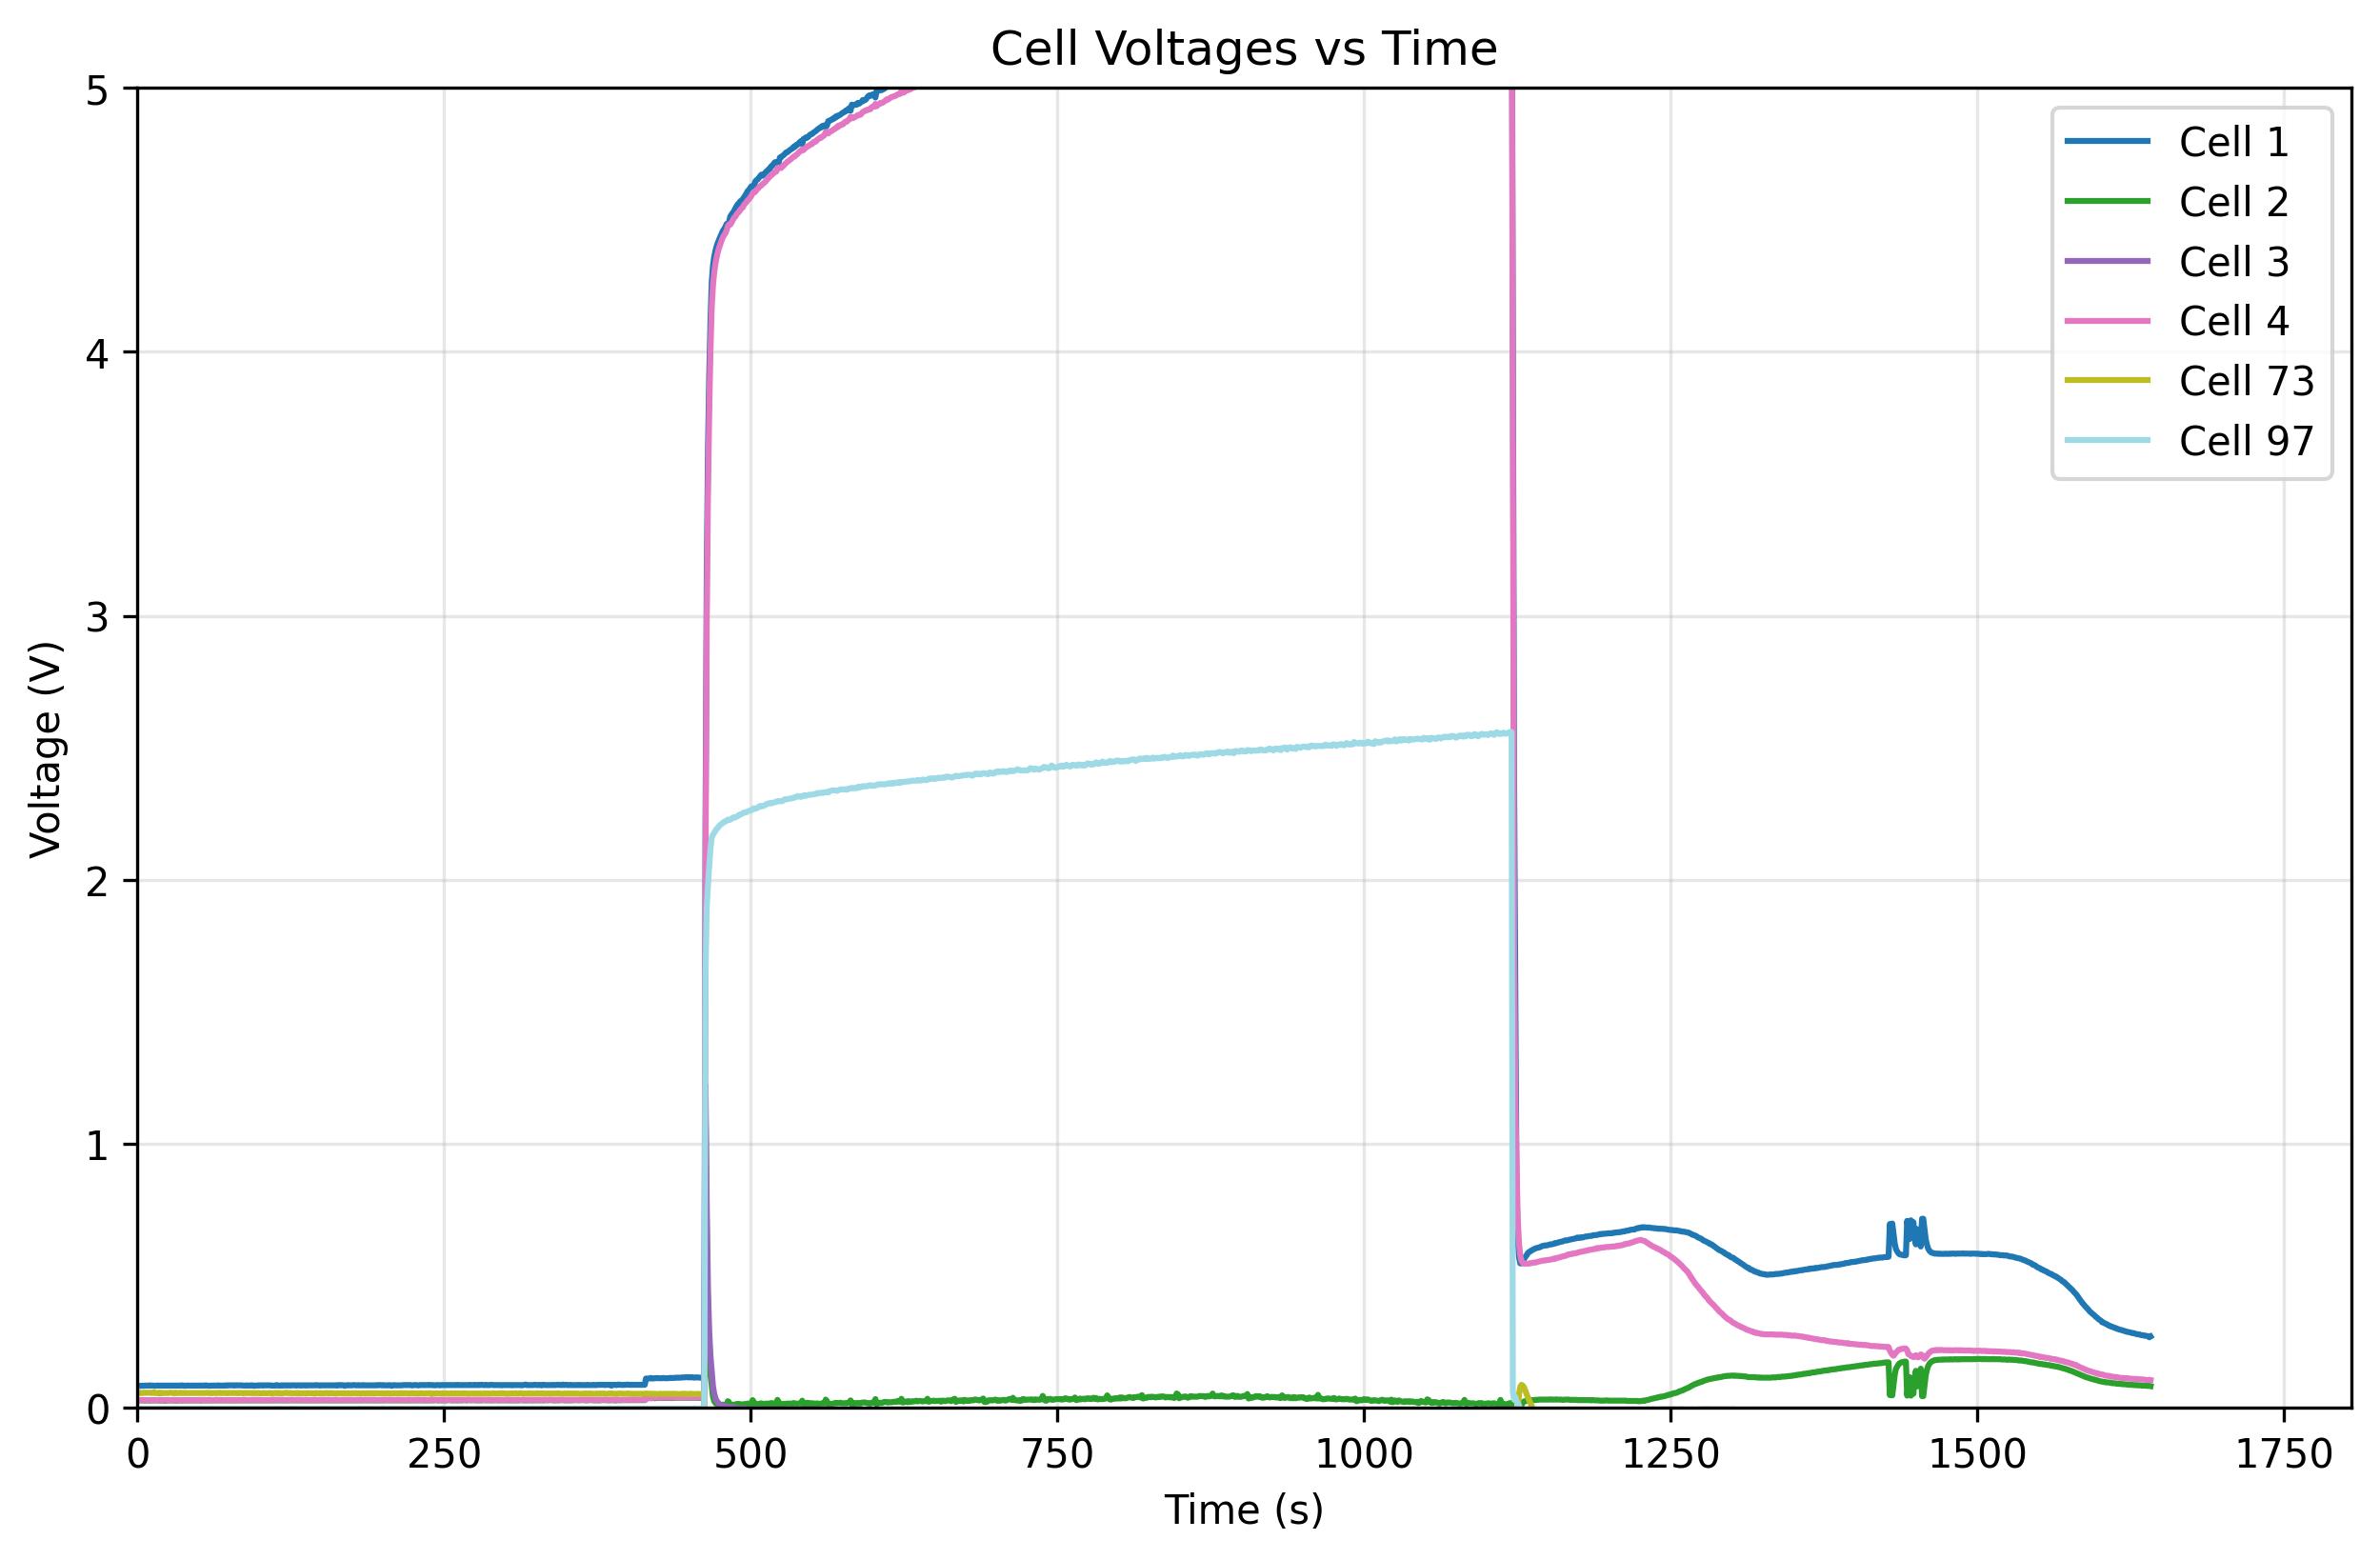 Cell Voltages vs Time
5
4
3
2
1
0
Voltage (V)
0 250 500 750 1000 1250 1500 1750
Time (s)
Cell 1
Cell 2
Cell 3
Cell 4
Cell 73
Cell 97